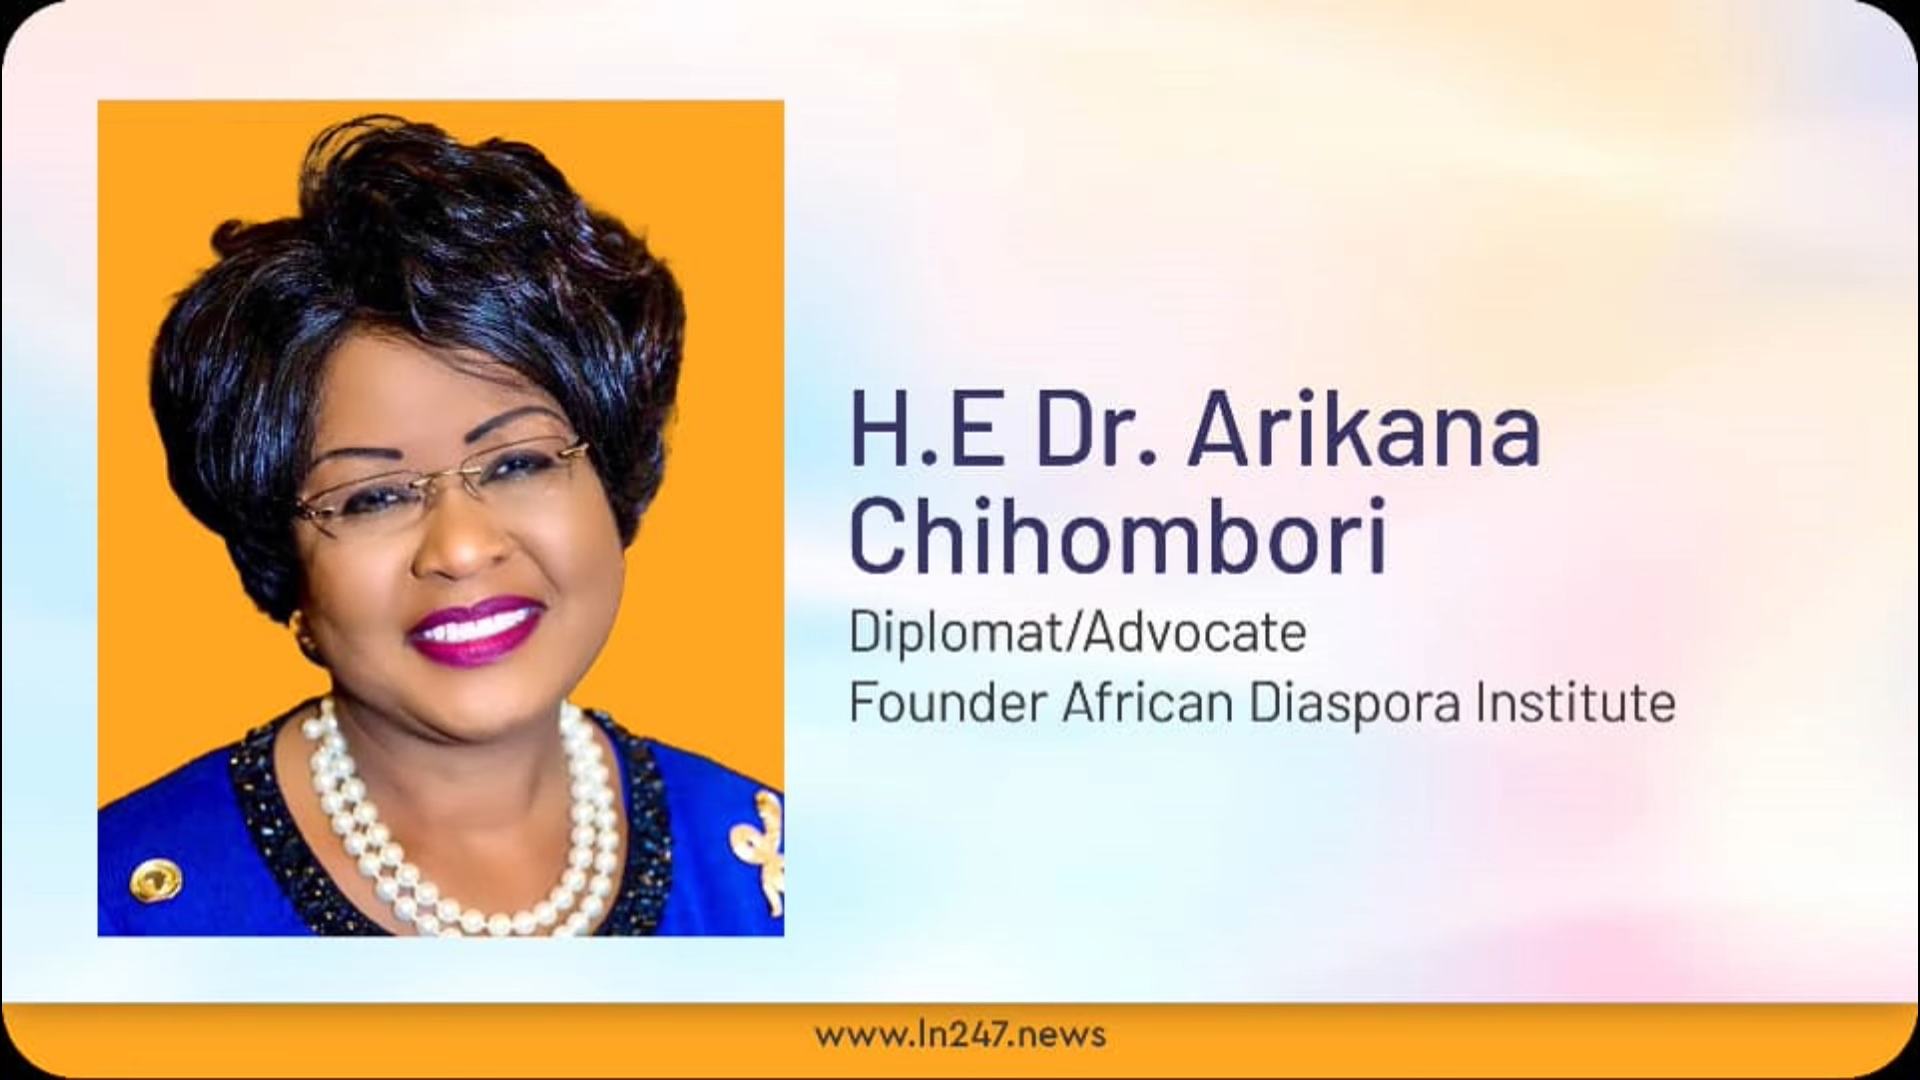 H.E Dr. Arikana
Chihombori
Diplomat/Advocate
Founder African Diaspora Institute
www.ln247.news